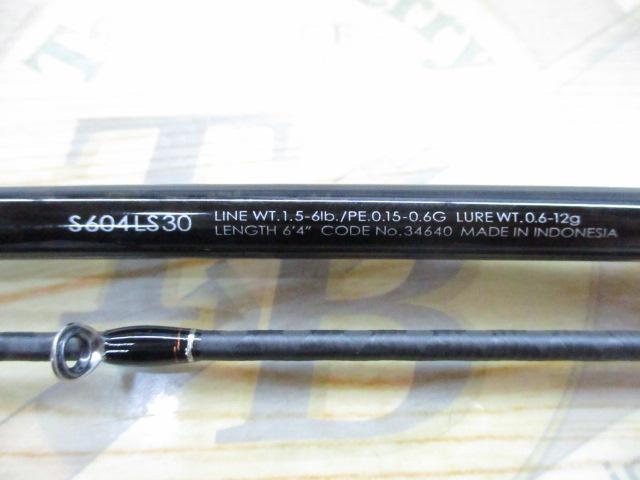 S604LS30
LINE WT.1.5-6lb./PE.0.15-0.6G LURE WT.0.6-12g
LENGTH 6'4" CODE No.34640 MADE IN INDONESIA
TB